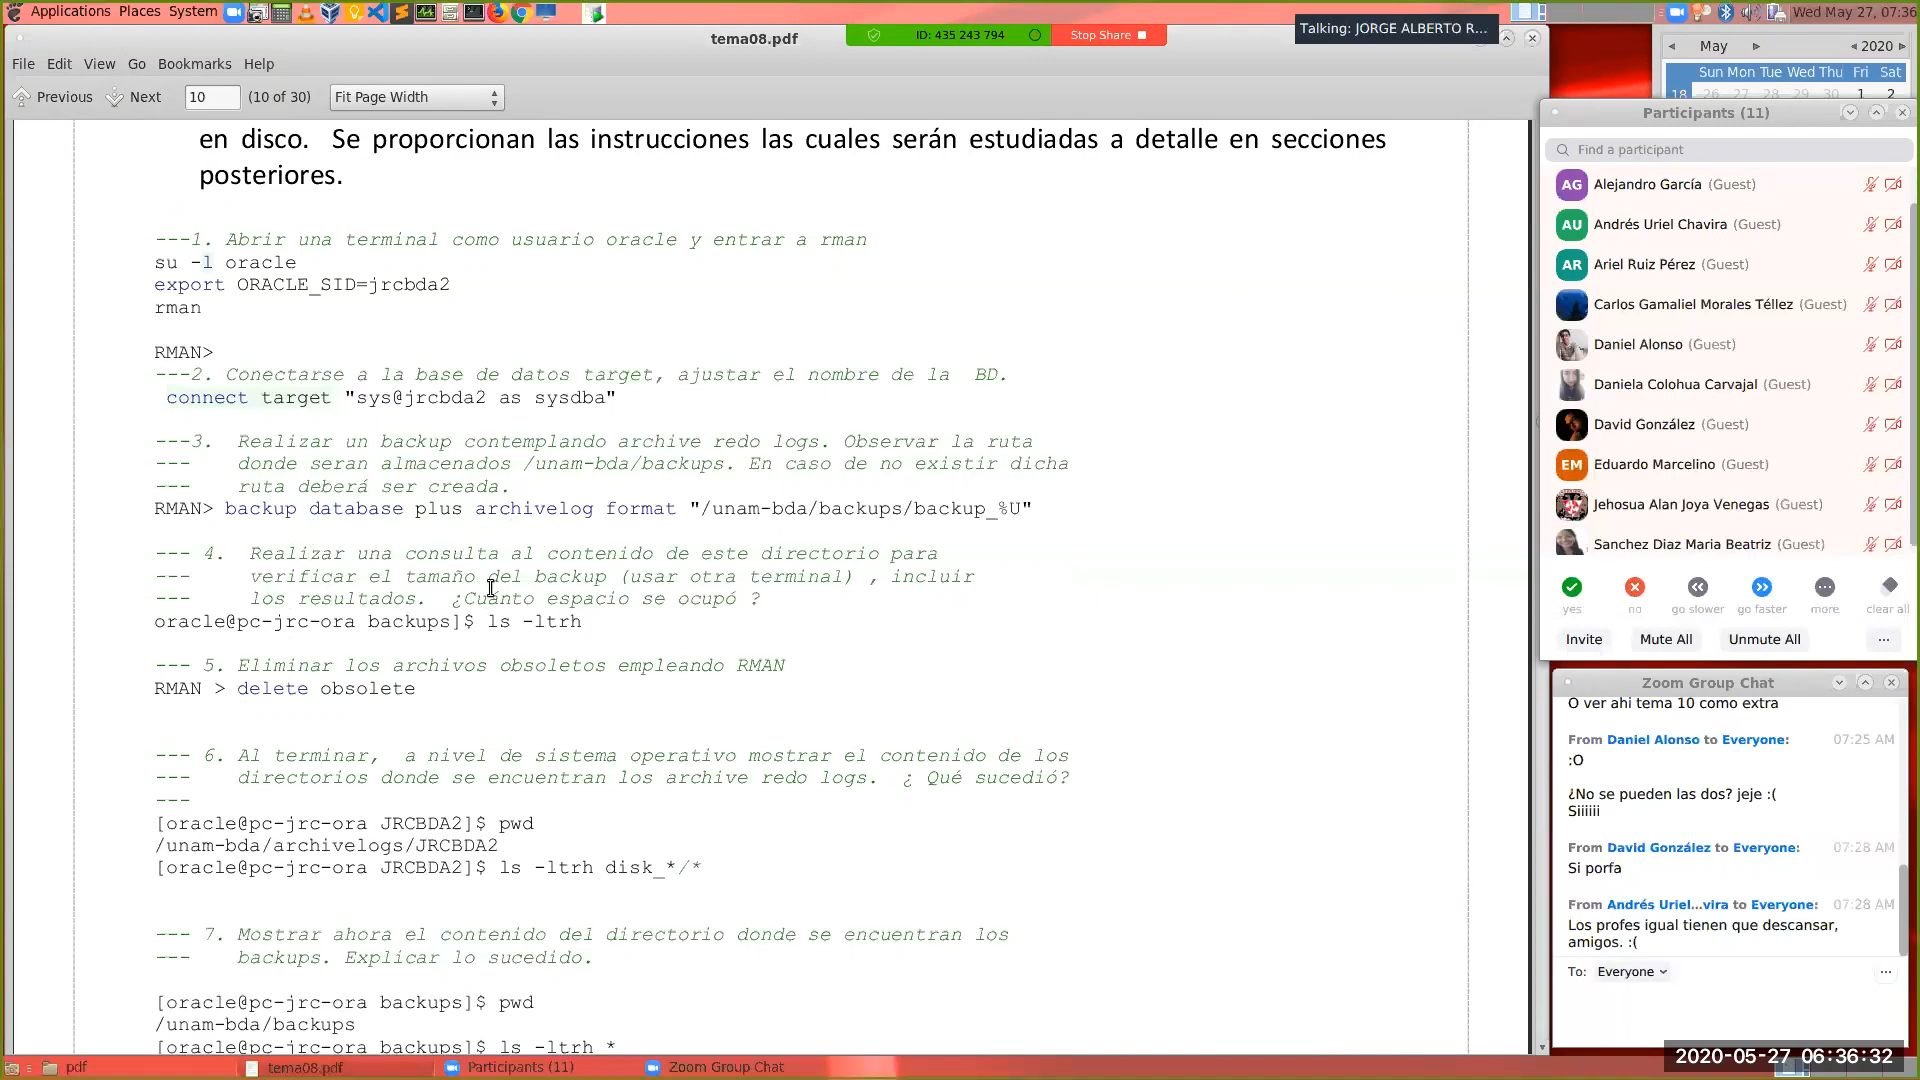 Applications Places System
Wed May 27, 07:36
tema08.pdf
ID: 435 243 794
Stop Share
Talking: JORGE ALBERTO R...
File Edit View Go Bookmarks Help
Previous Next 10 (10 of 30) Fit Page Width
en disco. Se proporcionan las instrucciones las cuales serán estudiadas a detalle en secciones
posteriores.
---1. Abrir una terminal como usuario oracle y entrar a rman
su -l oracle
export ORACLE_SID=jrcbda2
rman
RMAN>
---2. Conectarse a la base de datos target, ajustar el nombre de la BD.
connect target "sys@jrcbda2 as sysdba"
---3. Realizar un backup contemplando archive redo logs. Observar la ruta
--- donde seran almacenados /unam-bda/backups. En caso de no existir dicha
--- ruta deberá ser creada.
RMAN> backup database plus archivelog format "/unam-bda/backups/backup_%U"
--- 4. Realizar una consulta al contenido de este directorio para
--- verificar el tamaño del backup (usar otra terminal) , incluir
--- los resultados. ¿Cuánto espacio se ocupó ?
oracle@pc-jrc-ora backups]$ ls -ltrh
--- 5. Eliminar los archivos obsoletos empleando RMAN
RMAN > delete obsolete
--- 6. Al terminar, a nivel de sistema operativo mostrar el contenido de los
--- directorios donde se encuentran los archive redo logs. ¿ Qué sucedió?
---
[oracle@pc-jrc-ora JRCBDA2]$ pwd
/unam-bda/archivelogs/JRCBDA2
[oracle@pc-jrc-ora JRCBDA2]$ ls -ltrh disk_*/*
--- 7. Mostrar ahora el contenido del directorio donde se encuentran los
--- backups. Explicar lo sucedido.
[oracle@pc-jrc-ora backups]$ pwd
/unam-bda/backups
[oracle@pc-jrc-ora backups]$ ls -ltrh *
May 2020
Sun Mon Tue Wed Thu Fri Sat
18 26 27 28 29 30 1 2
Participants (11)
Find a participant
AG Alejandro García (Guest)
AU Andrés Uriel Chavira (Guest)
AR Ariel Ruiz Pérez (Guest)
Carlos Gamaliel Morales Téllez (Guest)
Daniel Alonso (Guest)
Daniela Colohua Carvajal (Guest)
David González (Guest)
EM Eduardo Marcelino (Guest)
Jehosua Alan Joya Venegas (Guest)
Sanchez Diaz Maria Beatriz (Guest)
yes no go slower go faster more clear all
Invite Mute All Unmute All ...
Zoom Group Chat
O ver ahi tema 10 como extra
From Daniel Alonso to Everyone: 07:25 AM
:O
¿No se pueden las dos? jeje :(
Siiiiii
From David González to Everyone: 07:28 AM
Si porfa
From Andrés Uriel...vira to Everyone: 07:28 AM
Los profes igual tienen que descansar,
amigos. :(
To: Everyone ...
pdf tema08.pdf Participants (11) Zoom Group Chat
2020-05-27 06:36:32